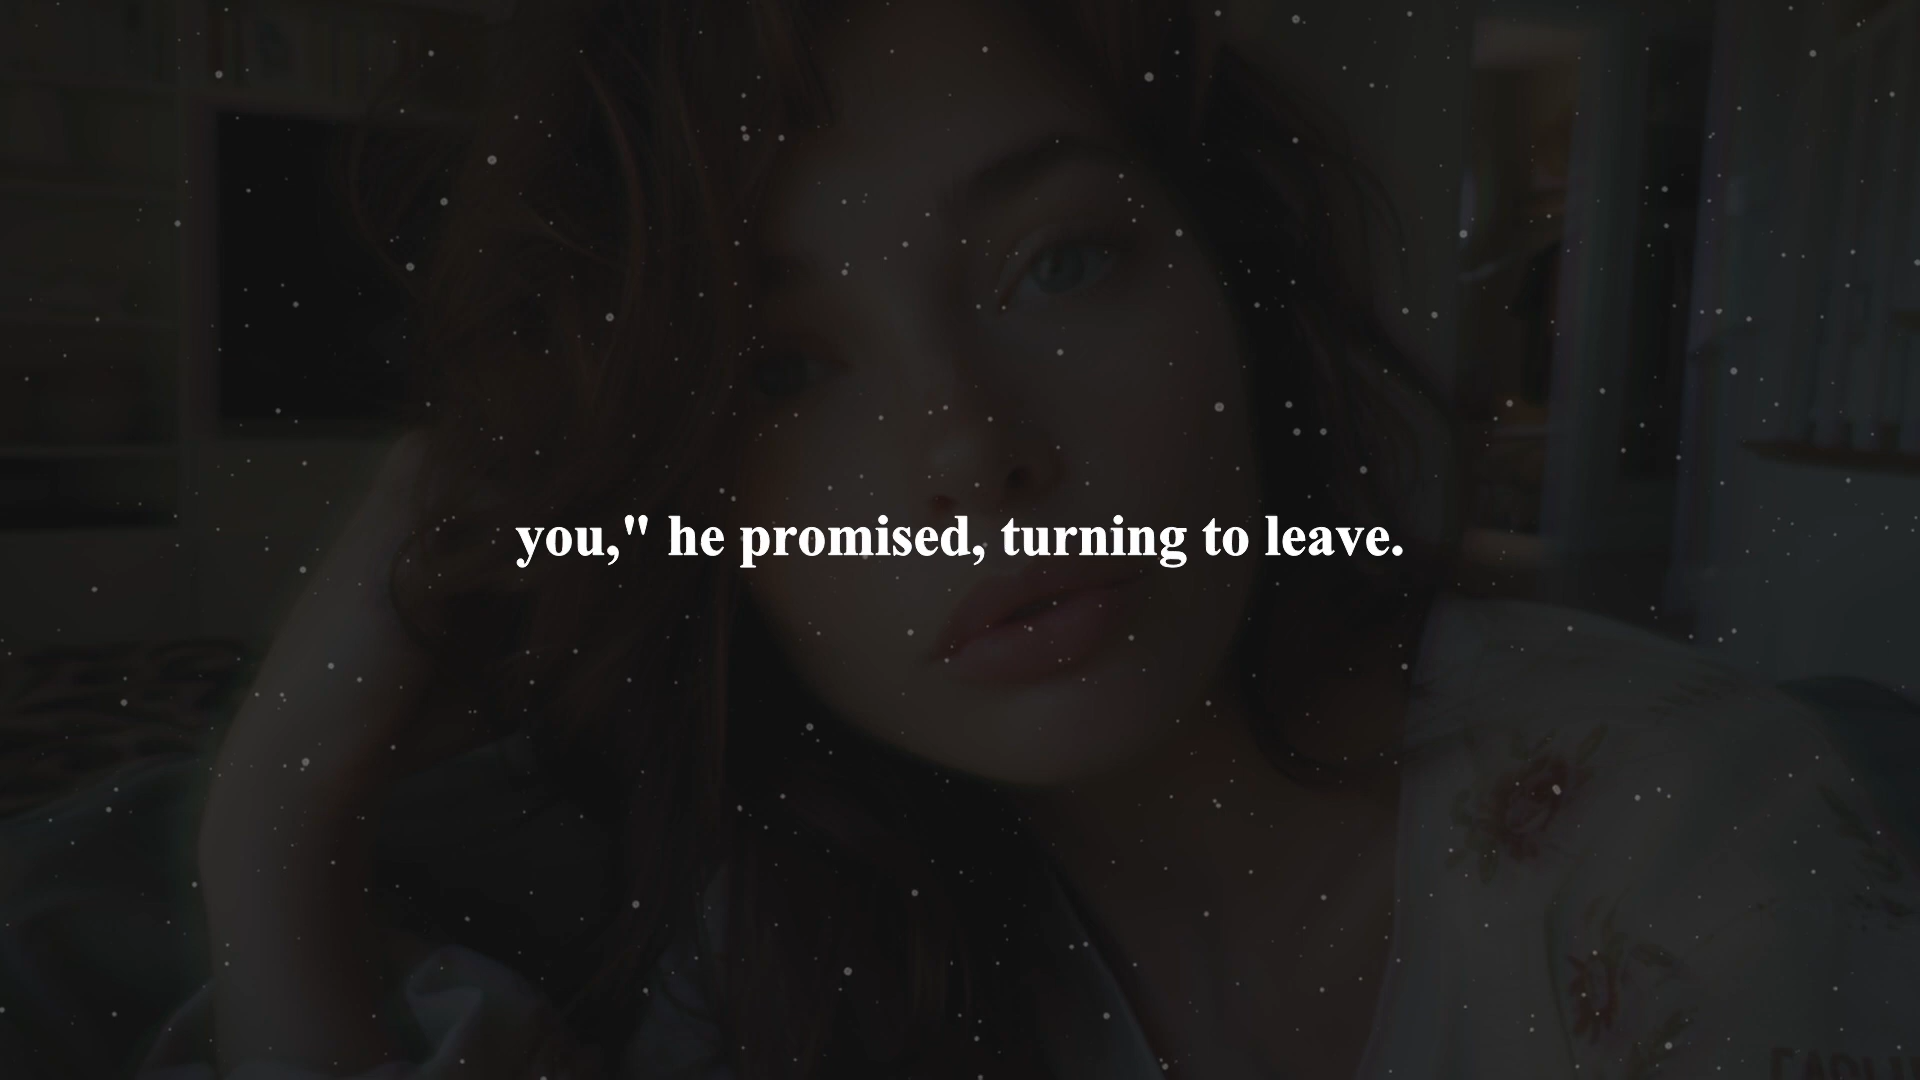 you," he promised, turning to leave.